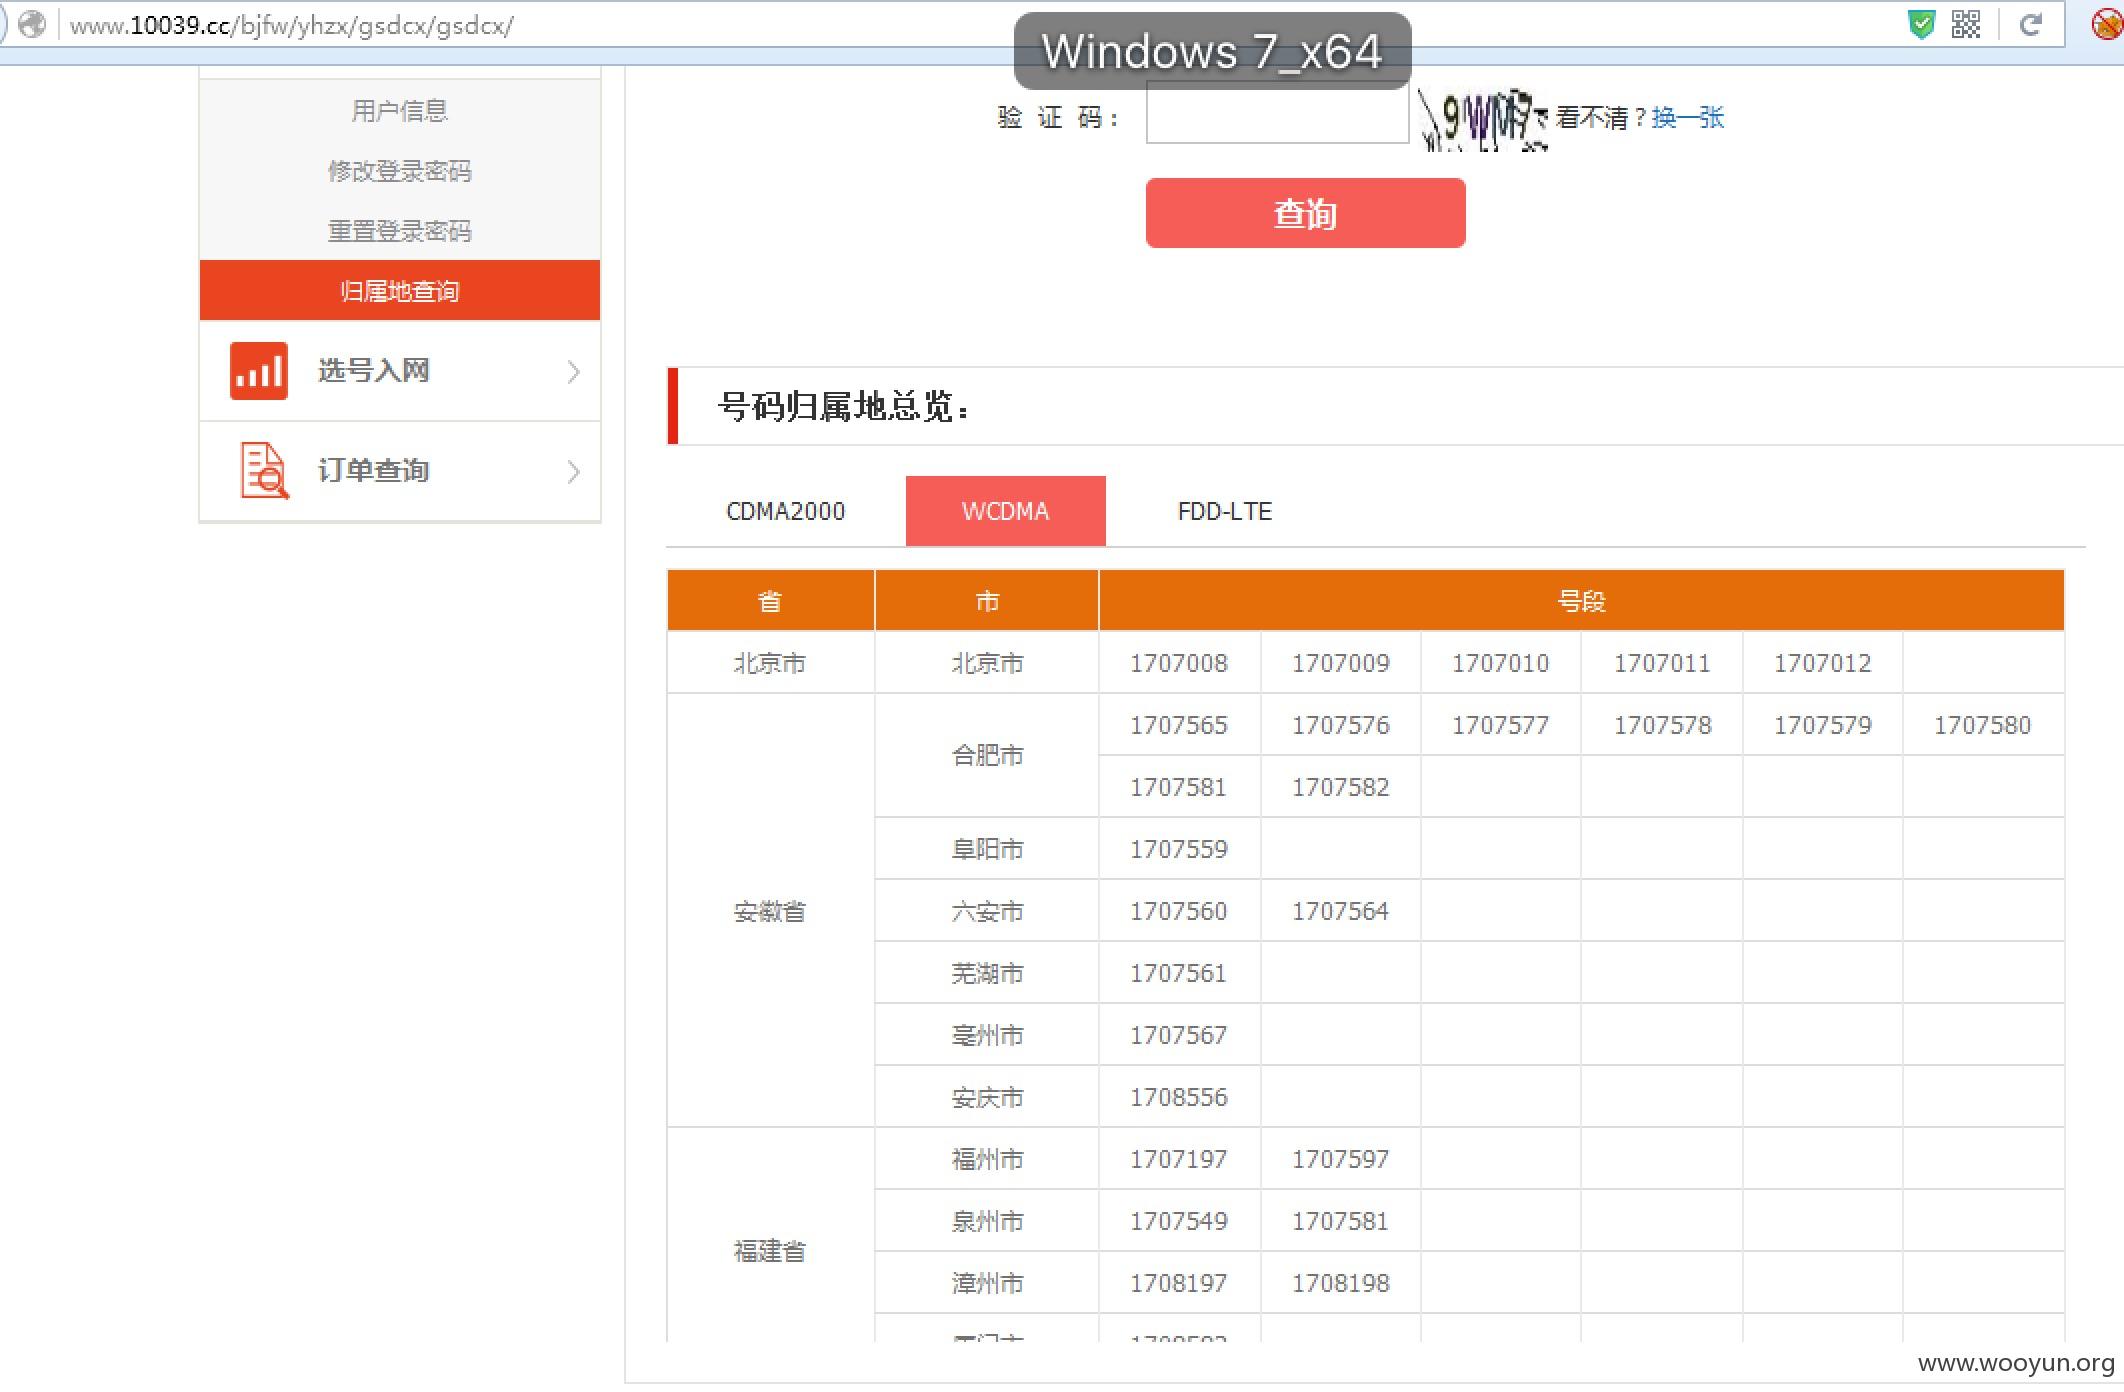 www.10039.cc/bjfw/yhzx/gsdcx/gsdcx/
Windows 7_x64
用户信息
修改登录密码
重置登录密码
归属地查询
选号入网
订单查询
验 证 码： 看不清？换一张
查询
号码归属地总览：
CDMA2000 WCDMA FDD-LTE
省 市 号段
北京市 北京市 1707008 1707009 1707010 1707011 1707012
安徽省 合肥市 1707565 1707576 1707577 1707578 1707579 1707580
1707581 1707582
阜阳市 1707559
六安市 1707560 1707564
芜湖市 1707561
亳州市 1707567
安庆市 1708556
福建省 福州市 1707197 1707597
泉州市 1707549 1707581
漳州市 1708197 1708198
www.wooyun.org